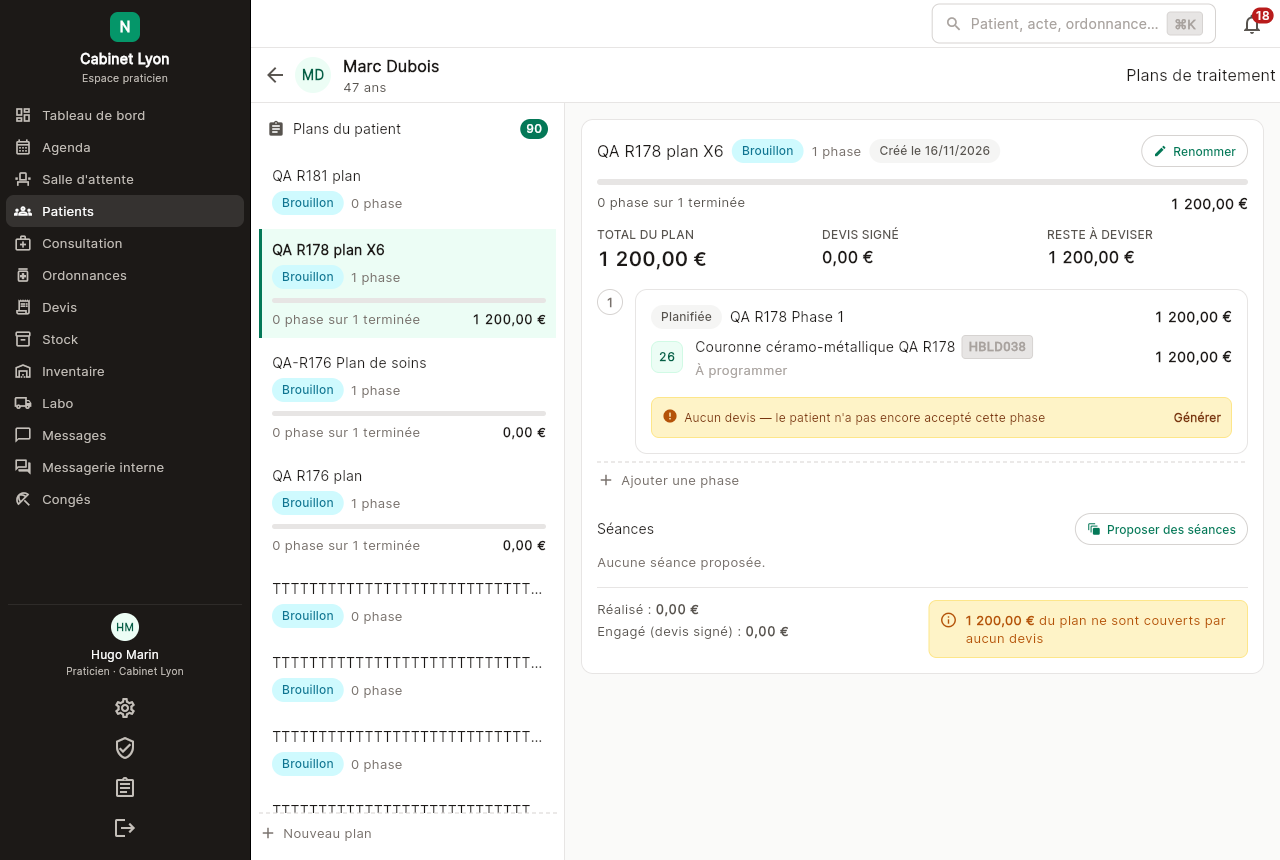 N
Cabinet Lyon
Espace praticien
Tableau de bord
Agenda
Salle d'attente
Patients
Consultation
Ordonnances
Devis
Stock
Inventaire
Labo
Messages
Messagerie interne
Congés
HM
Hugo Marin
Praticien · Cabinet Lyon
Patient, acte, ordonnance... ⌘K
18
MD
Marc Dubois
47 ans
Plans de traitement
Plans du patient 90
QA R181 plan
Brouillon 0 phase
QA R178 plan X6
Brouillon 1 phase
0 phase sur 1 terminée 1 200,00 €
QA-R176 Plan de soins
Brouillon 1 phase
0 phase sur 1 terminée 0,00 €
QA R176 plan
Brouillon 1 phase
0 phase sur 1 terminée 0,00 €
TTTTTTTTTTTTTTTTTTTTTTTTTTTT...
Brouillon 0 phase
TTTTTTTTTTTTTTTTTTTTTTTTTTTT...
Brouillon 0 phase
TTTTTTTTTTTTTTTTTTTTTTTTTTTT...
Brouillon 0 phase
TTTTTTTTTTTTTTTTTTTTTTTTTTTT
Nouveau plan
QA R178 plan X6 Brouillon 1 phase Créé le 16/11/2026 Renommer
0 phase sur 1 terminée 1 200,00 €
TOTAL DU PLAN DEVIS SIGNÉ RESTE À DEVISER
1 200,00 € 0,00 € 1 200,00 €
1 Planifiée QA R178 Phase 1 1 200,00 €
26 Couronne céramo-métallique QA R178 HBLD038 1 200,00 €
À programmer
Aucun devis — le patient n'a pas encore accepté cette phase Générer
Ajouter une phase
Séances Proposer des séances
Aucune séance proposée.
Réalisé : 0,00 €
Engagé (devis signé) : 0,00 €
1 200,00 € du plan ne sont couverts par
aucun devis